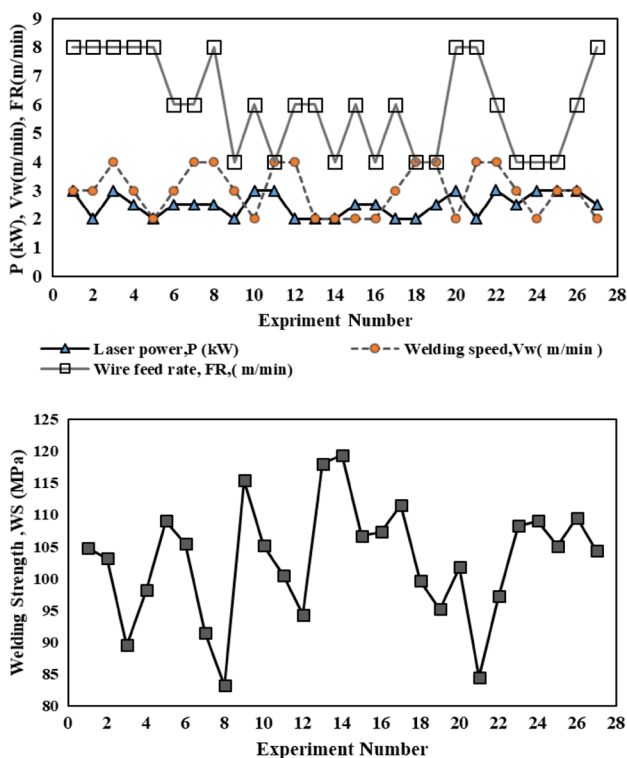 P (kW), Vw(m/min), FR(m/min)
9
8
7
6
5
4
3
2
1
0
0 2 4 6 8 10 12 14 16 18 20 22 24 26 28
Expriment Number
Laser power,P (kW) Welding speed,Vw( m/min )
Wire feed rate, FR,( m/min)
Welding Strength ,WS (MPa)
125
120
115
110
105
100
95
90
85
80
0 2 4 6 8 10 12 14 16 18 20 22 24 26 28
Experiment Number